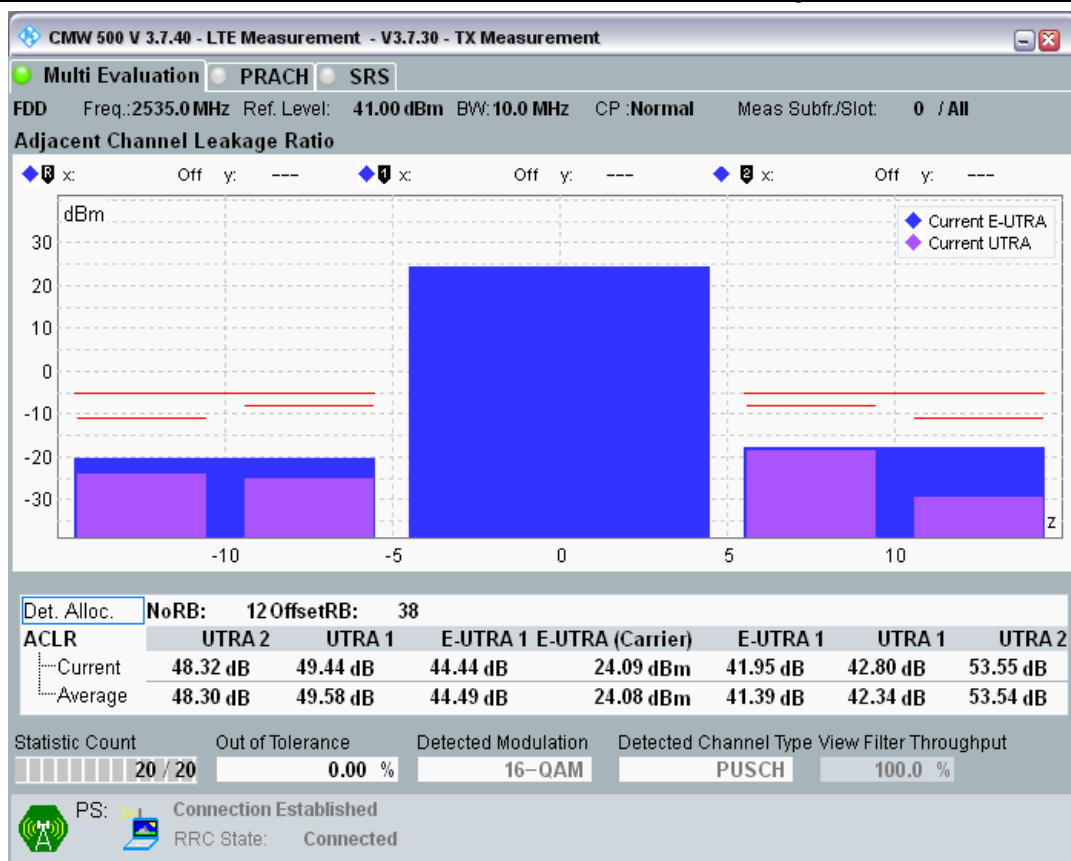 CMW 500 V 3.7.40 - LTE Measurement - V3.7.30 - TX Measurement
Multi Evaluation PRACH SRS
FDD Freq.:2535.0 MHz Ref. Level: 41.00 dBm BW:10.0 MHz CP :Normal Meas Subfr./Slot: 0 / All
Adjacent Channel Leakage Ratio
R x: Off y: --- 1 x: Off y: --- 2 x: Off y: ---
dBm
Current E-UTRA
Current UTRA
30
20
10
0
-10
-20
-30
z
-10 -5 0 5 10
Det. Alloc. NoRB: 12 OffsetRB: 38
ACLR UTRA 2 UTRA 1 E-UTRA 1 E-UTRA (Carrier) E-UTRA 1 UTRA 1 UTRA 2
Current 48.32 dB 49.44 dB 44.44 dB 24.09 dBm 41.95 dB 42.80 dB 53.55 dB
Average 48.30 dB 49.58 dB 44.49 dB 24.08 dBm 41.39 dB 42.34 dB 53.54 dB
Statistic Count Out of Tolerance Detected Modulation Detected Channel Type View Filter Throughput
20 / 20 0.00 % 16-QAM PUSCH 100.0 %
PS: Connection Established
RRC State: Connected